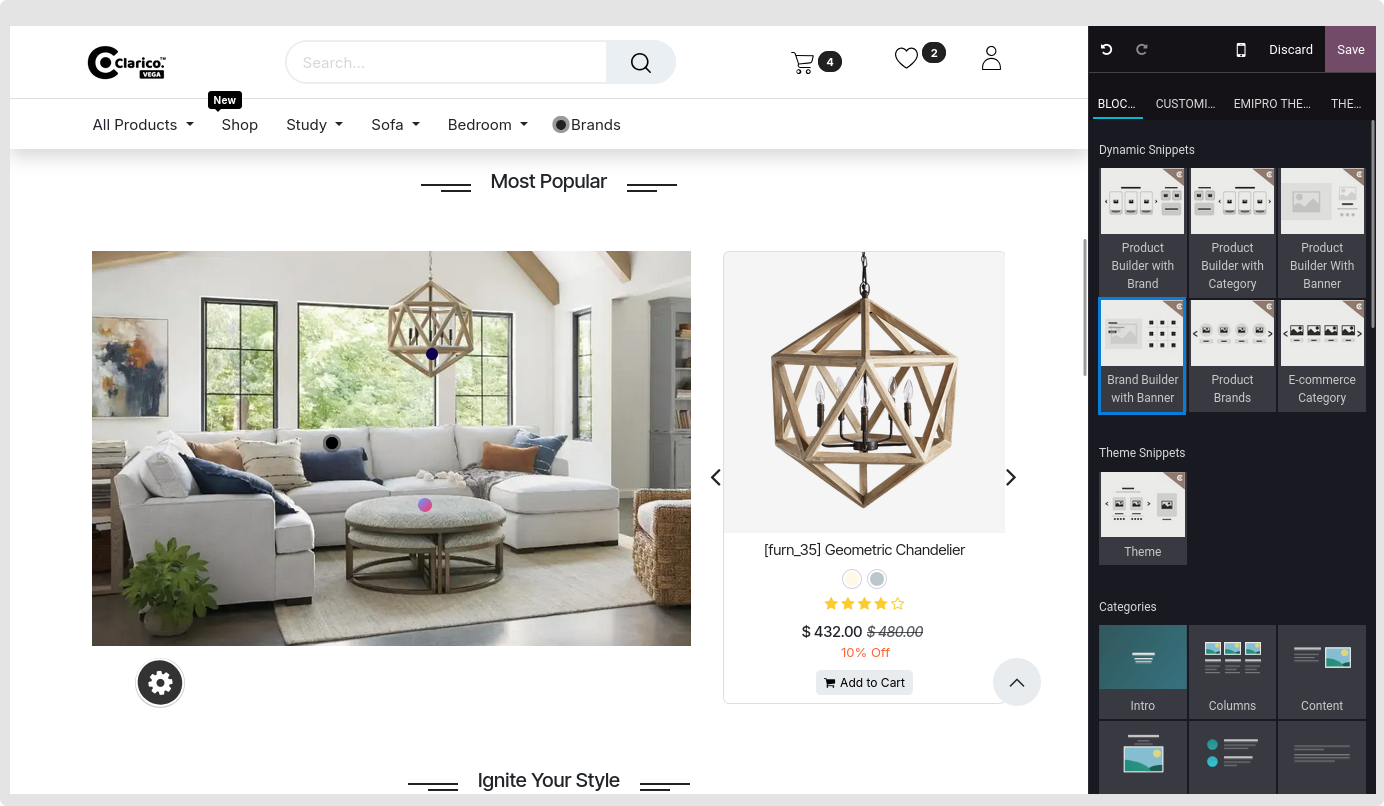 Clarico.™
VEGA
Search...
4
2
Discard
Save
New
All Products
Shop
Study
Sofa
Bedroom
Brands
BLOC...
CUSTOMI...
EMIPRO THE...
THE...
Most Popular
[furn_35] Geometric Chandelier
$ 432.00 $ 480.00
10% Off
Add to Cart
Ignite Your Style
Dynamic Snippets
Product
Builder with
Brand
Product
Builder with
Category
Product
Builder With
Banner
Brand Builder
with Banner
Product
Brands
E-commerce
Category
Theme Snippets
Theme
Categories
Intro
Columns
Content